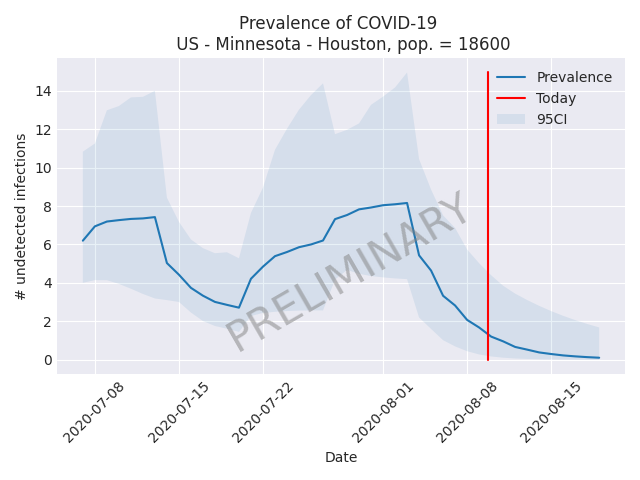 Prevalence of COVID-19
US - Minnesota - Houston, pop. = 18600
# undetected infections
14
12
10
8
6
4
2
0
Prevalence
Today
95CI
PRELIMINARY
2020-07-08
2020-07-15
2020-07-22
2020-08-01
2020-08-08
2020-08-15
Date